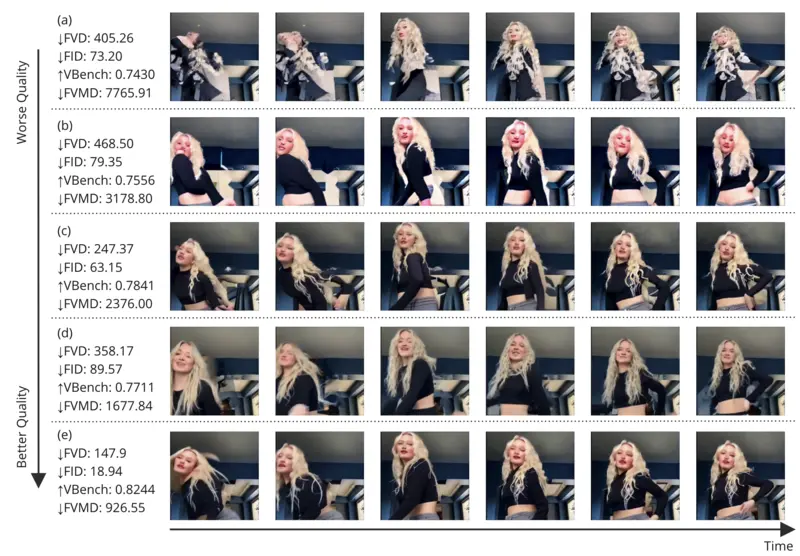 (a)
↓FVD: 405.26
↓FID: 73.20
↑VBench: 0.7430
↓FVMD: 7765.91
Worse Quality
(b)
↓FVD: 468.50
↓FID: 79.35
↑VBench: 0.7556
↓FVMD: 3178.80
(c)
↓FVD: 247.37
↓FID: 63.15
↑VBench: 0.7841
↓FVMD: 2376.00
(d)
↓FVD: 358.17
↓FID: 89.57
↑VBench: 0.7711
↓FVMD: 1677.84
Better Quality
(e)
↓FVD: 147.9
↓FID: 18.94
↑VBench: 0.8244
↓FVMD: 926.55
Time